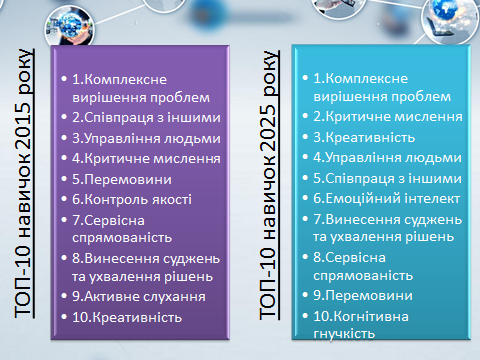 ТОП-10 навичок 2015 року
• 1.Комплексне
вирішення проблем
• 2.Співпраця з іншими
• 3.Управління людьми
• 4.Критичне мислення
• 5.Перемовини
• 6.Контроль якості
• 7.Сервісна
спрямованість
• 8.Винесення суджень
та ухвалення рішень
• 9.Активне слухання
• 10.Креативність
ТОП-10 навичок 2025 року
• 1.Комплексне
вирішення проблем
• 2.Критичне мислення
• 3.Креативність
• 4.Управління людьми
• 5.Співпраця з іншими
• 6.Емоційний інтелект
• 7.Винесення суджень
та ухвалення рішень
• 8.Сервісна
спрямованість
• 9.Перемовини
• 10.Когнітивна
гнучкість